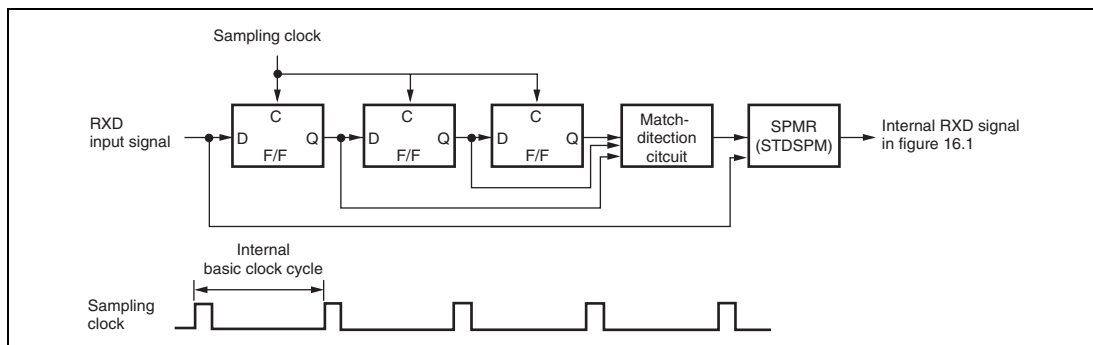 Sampling clock
RXD
input signal
C
D
Q
F/F
C
D
Q
F/F
C
D
Q
F/F
Match-
ditection
citcuit
SPMR
(STDSPM)
Internal RXD signal
in figure 16.1
Internal
basic clock cycle
Sampling
clock